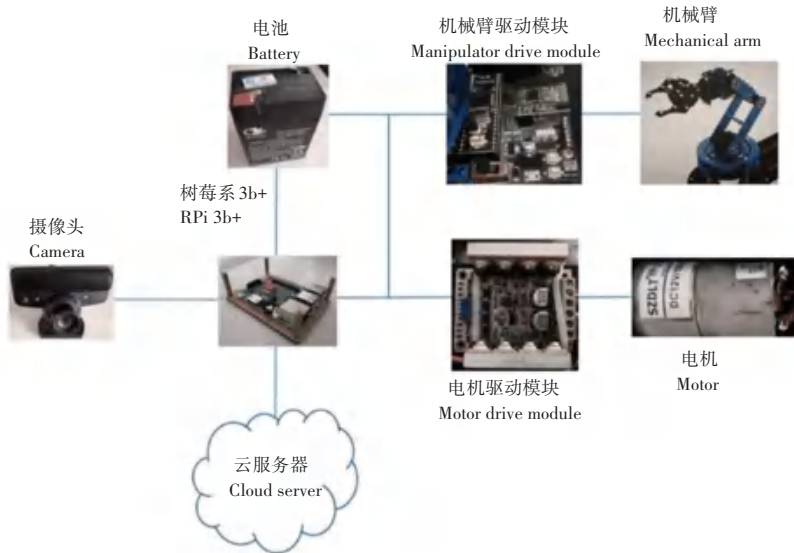 电池
Battery
机械臂驱动模块
Manipulator drive module
机械臂
Mechanical arm
树莓系 3b+
RPi 3b+
摄像头
Camera
SZDLT
DC12V
电机驱动模块
Motor drive module
电机
Motor
云服务器
Cloud server